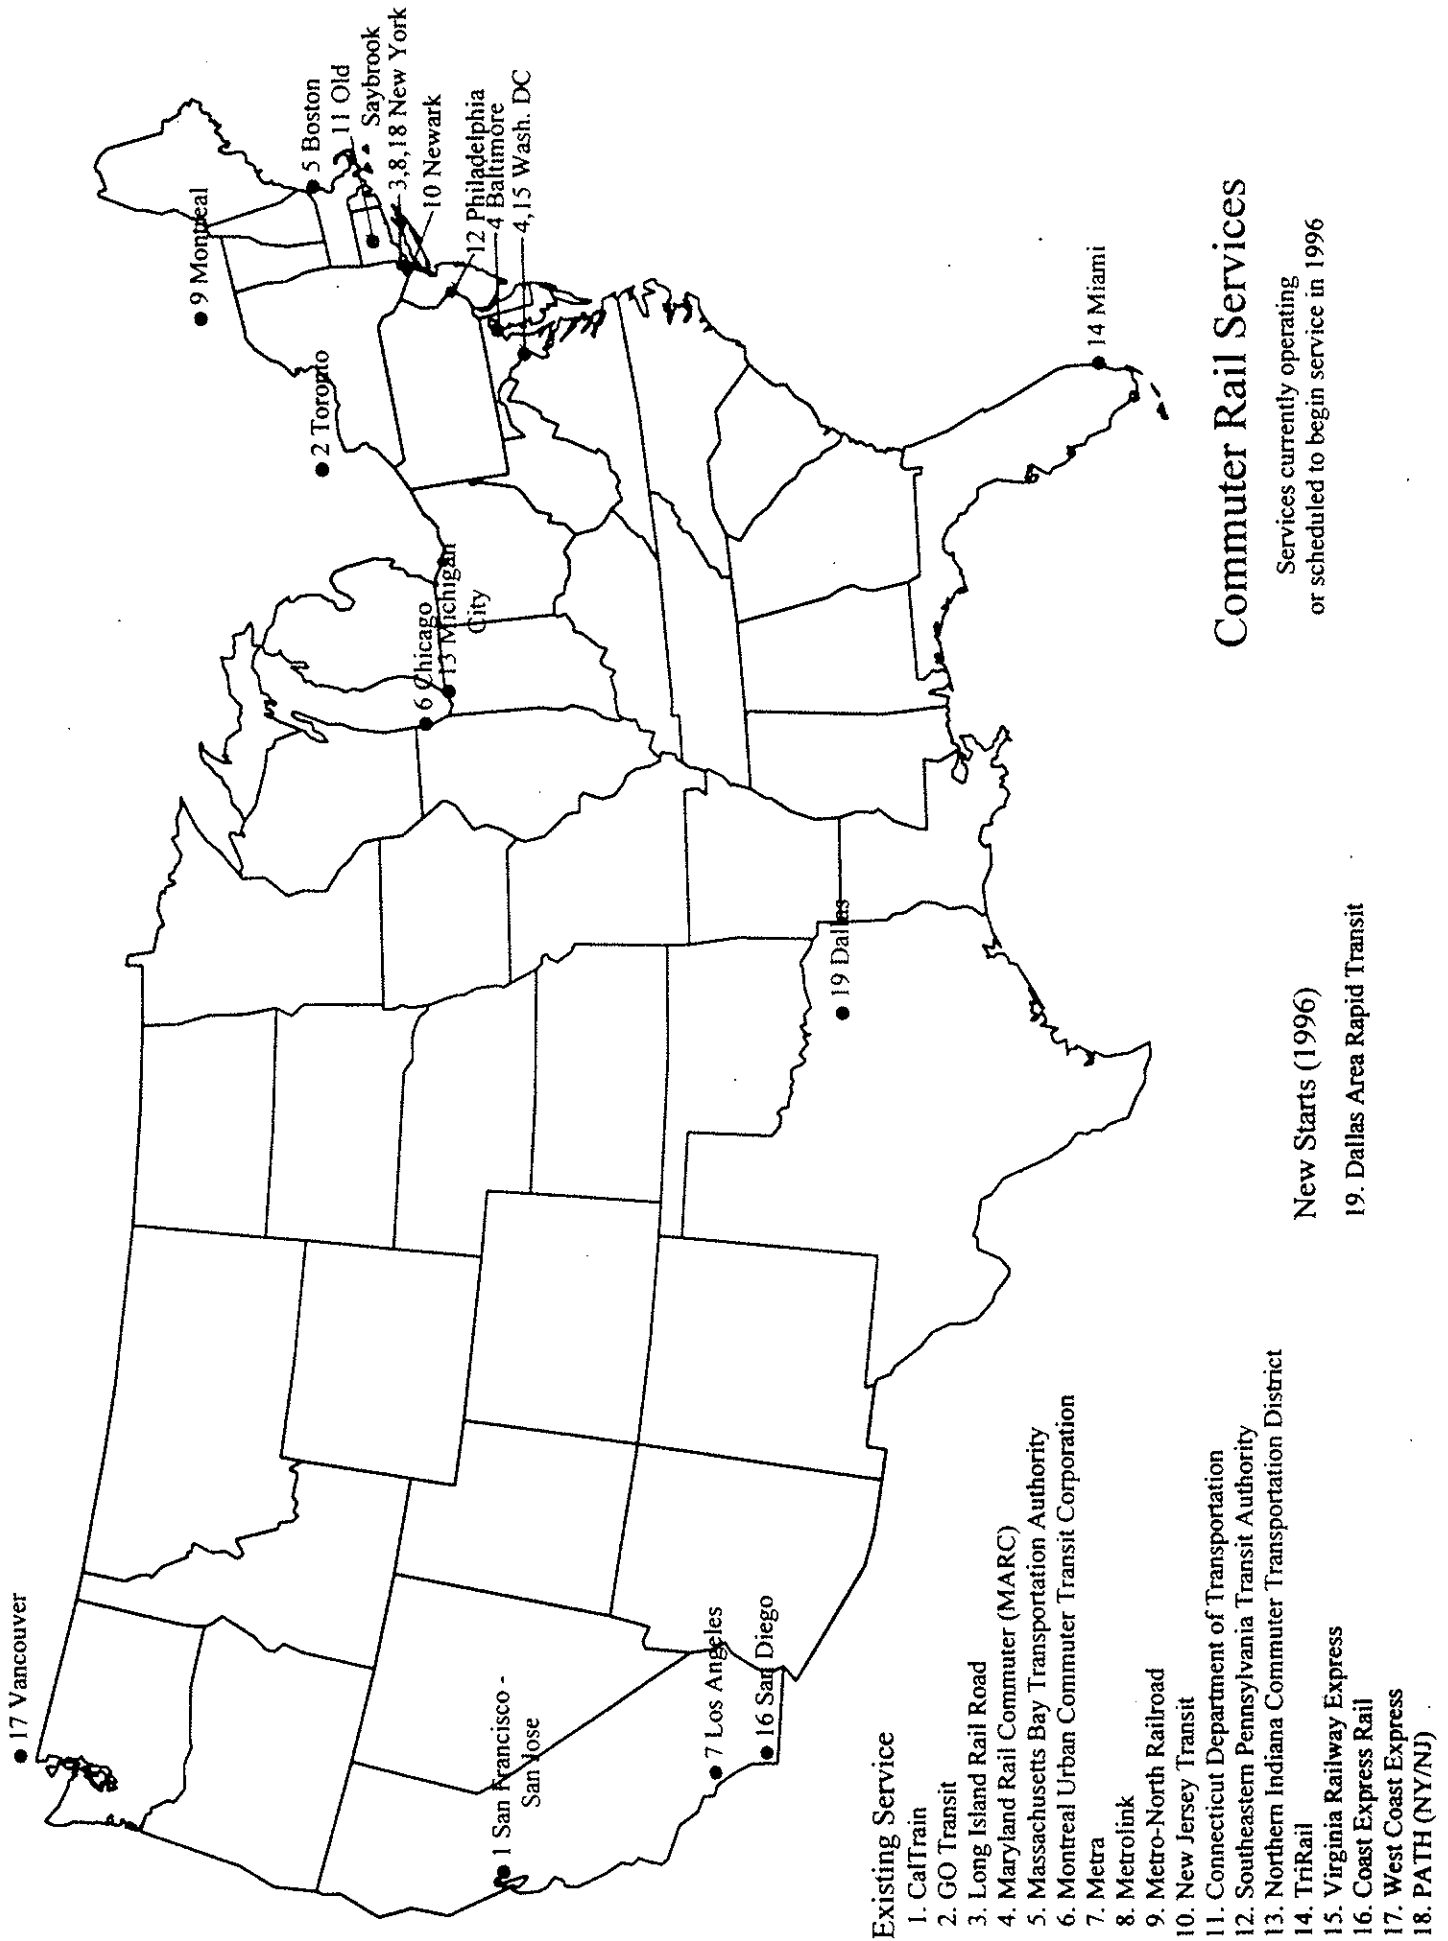 17 Vancouver
9 Montreal
2 Toronto
5 Boston
11 Old
Saybrook
3,8,18 New York
10 Newark
12 Philadelphia
4 Baltimore
4,15 Wash. DC
6 Chicago
13 Michigan
City
1 San Francisco -
San Jose
7 Los Angeles
16 San Diego
19 Dallas
14 Miami
Commuter Rail Services
Services currently operating
or scheduled to begin service in 1996
Existing Service
1. CalTrain
2. GO Transit
3. Long Island Rail Road
4. Maryland Rail Commuter (MARC)
5. Massachusetts Bay Transportation Authority
6. Montreal Urban Commuter Transit Corporation
7. Metra
8. Metrolink
9. Metro-North Railroad
10. New Jersey Transit
11. Connecticut Department of Transportation
12. Southeastern Pennsylvania Transit Authority
13. Northern Indiana Commuter Transportation District
14. TriRail
15. Virginia Railway Express
16. Coast Express Rail
17. West Coast Express
18. PATH (NY/NJ)
New Starts (1996)
19. Dallas Area Rapid Transit